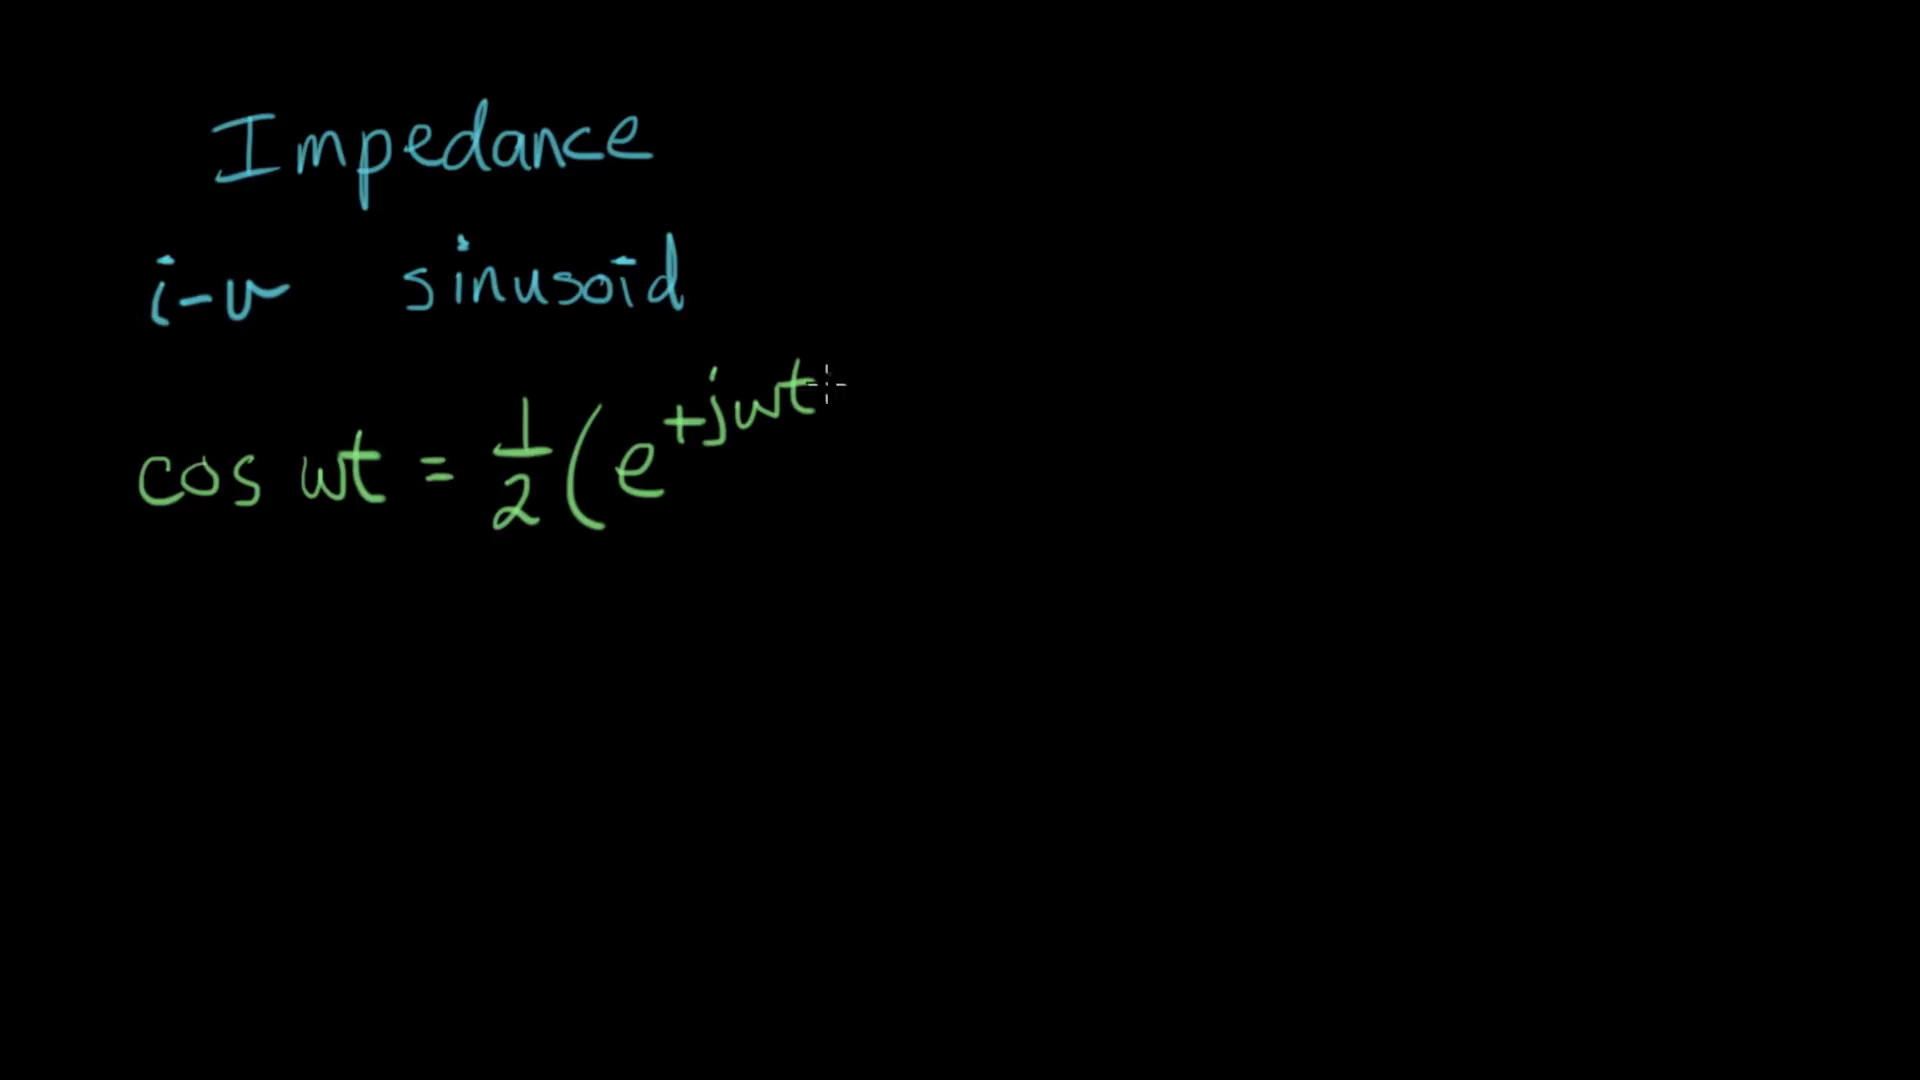 Impedance
i-v sinusoid
cos ωt = 1/2 (e^{+jωt